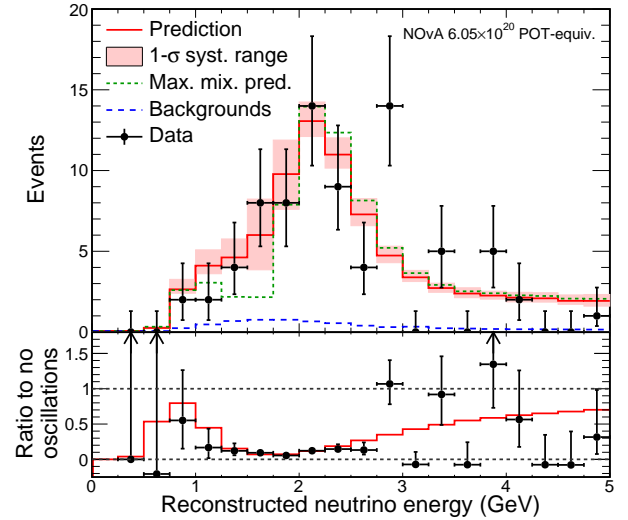 20
15
10
5
0
Events
Prediction
1-σ syst. range
Max. mix. pred.
Backgrounds
Data
NOvA 6.05×10²⁰ POT-equiv.
1.5
1
0.5
0
Ratio to no
oscillations
0 1 2 3 4 5
Reconstructed neutrino energy (GeV)